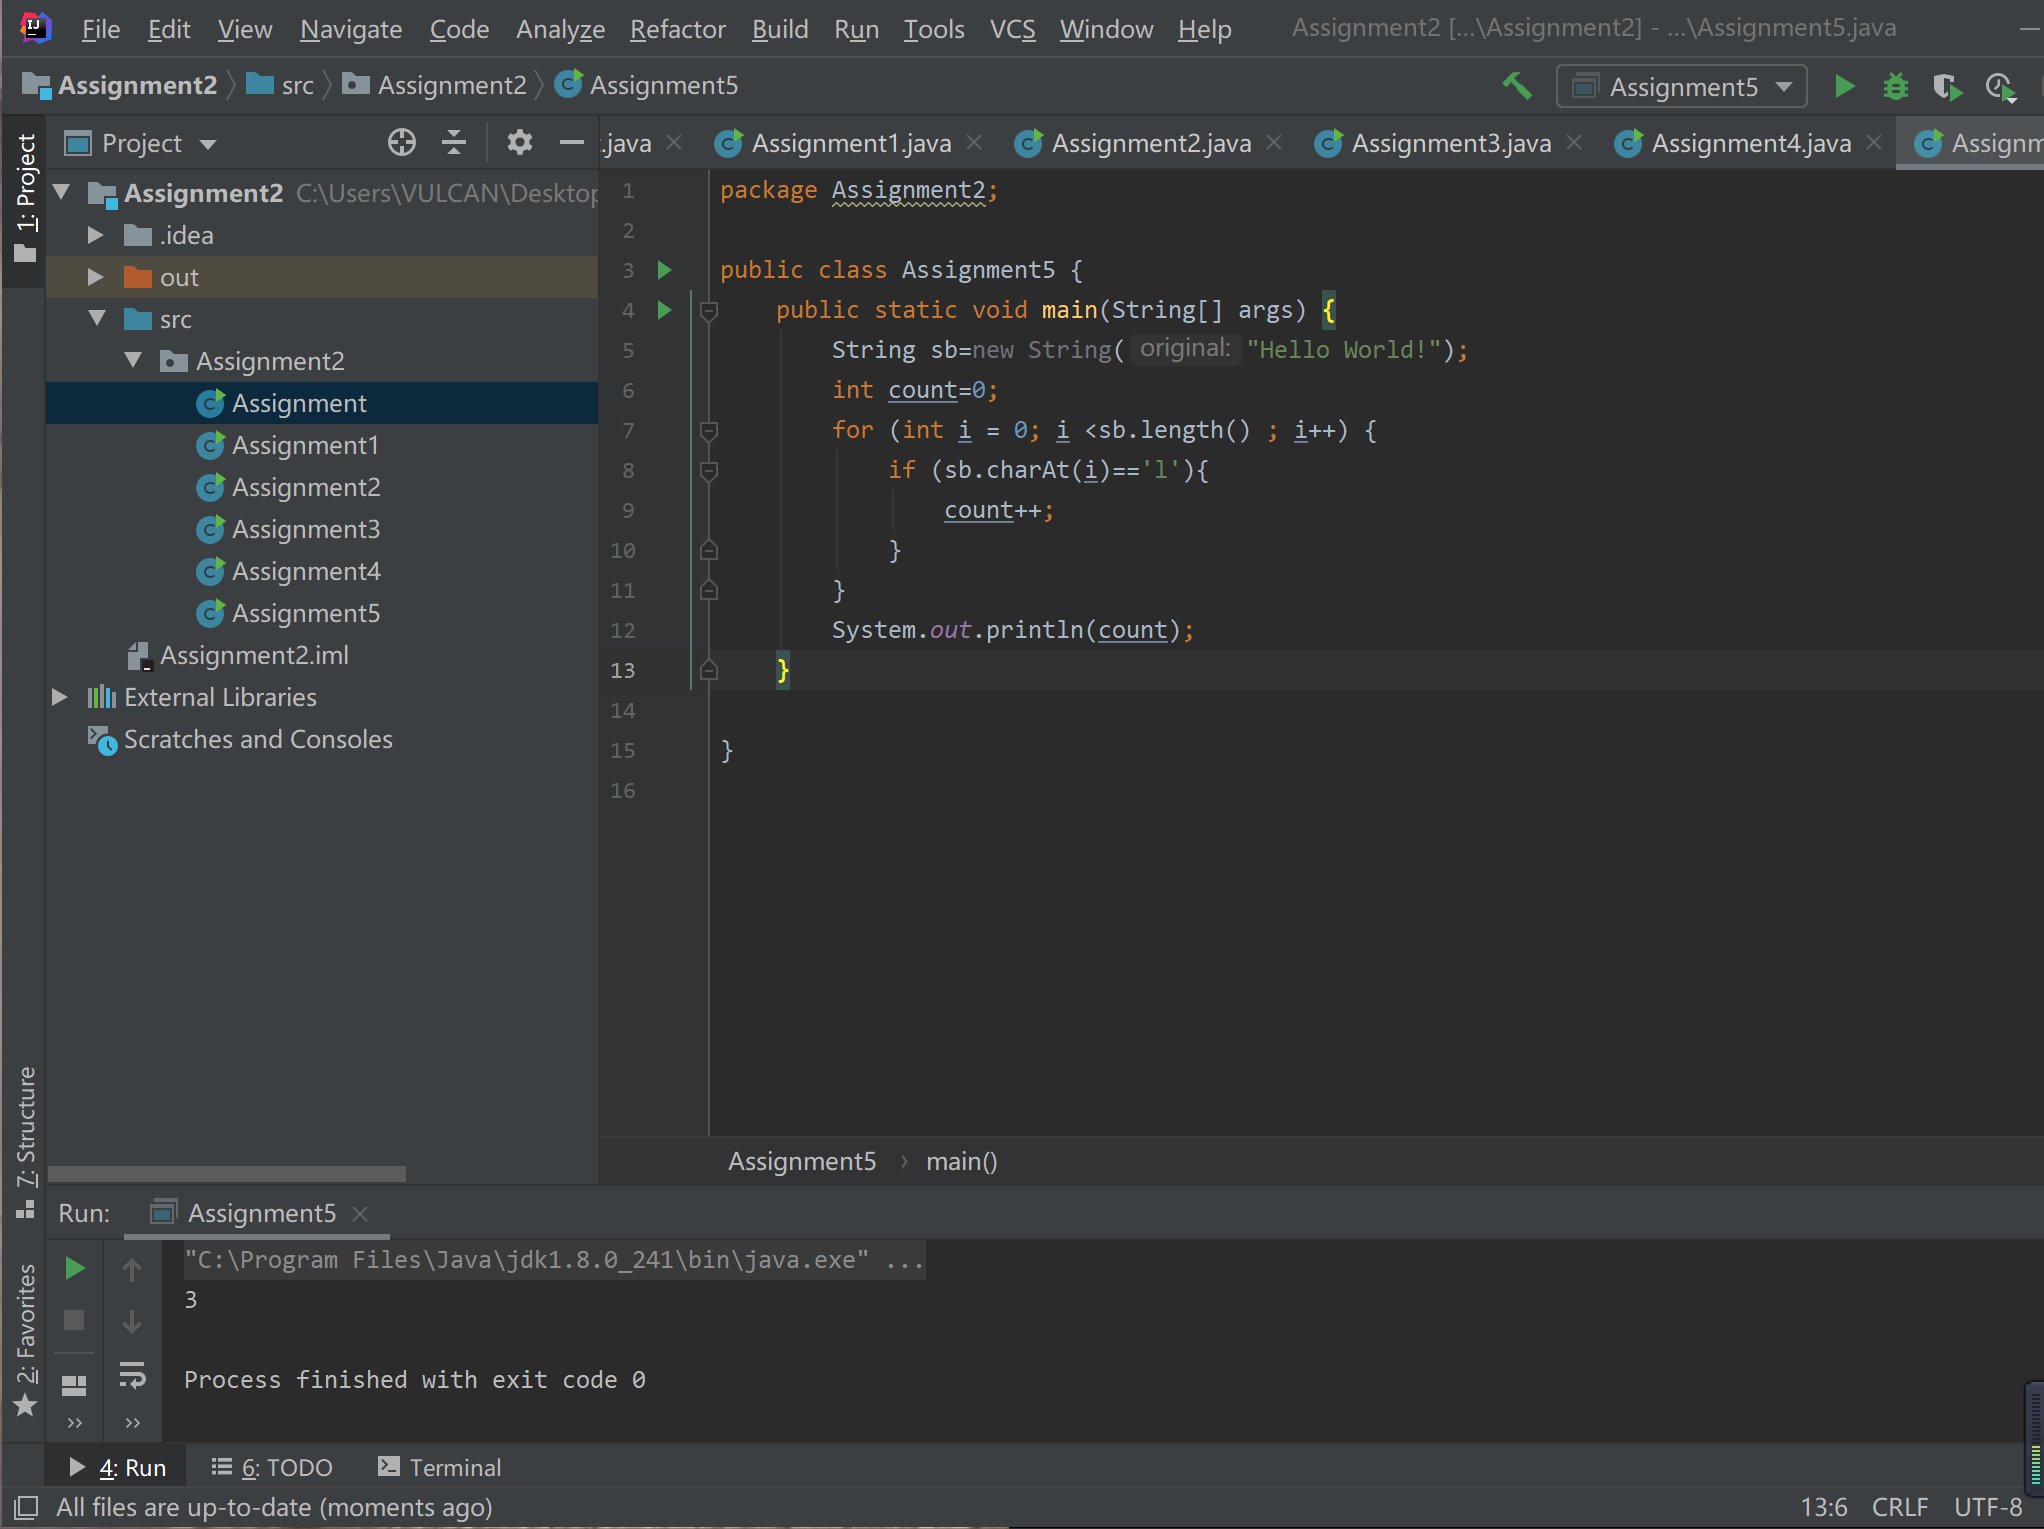 File Edit View Navigate Code Analyze Refactor Build Run Tools VCS Window Help Assignment2 [...\Assignment2] - ...\Assignment5.java
Assignment2 src Assignment2 Assignment5
Assignment5
1: Project
Project
.java Assignment1.java Assignment2.java Assignment3.java Assignment4.java Assignm
Assignment2 C:\Users\VULCAN\Desktop
.idea
out
src
Assignment2
Assignment
Assignment1
Assignment2
Assignment3
Assignment4
Assignment5
Assignment2.iml
External Libraries
Scratches and Consoles
1 package Assignment2;
2
3 public class Assignment5 {
4 public static void main(String[] args) {
5 String sb=new String( original: "Hello World!");
6 int count=0;
7 for (int i = 0; i <sb.length() ; i++) {
8 if (sb.charAt(i)=='l'){
9 count++;
10 }
11 }
12 System.out.println(count);
13 }
14
15 }
16
Assignment5 › main()
7: Structure
2: Favorites
Run: Assignment5
"C:\Program Files\Java\jdk1.8.0_241\bin\java.exe" ...
3
Process finished with exit code 0
4: Run 6: TODO Terminal
All files are up-to-date (moments ago) 13:6 CRLF UTF-8